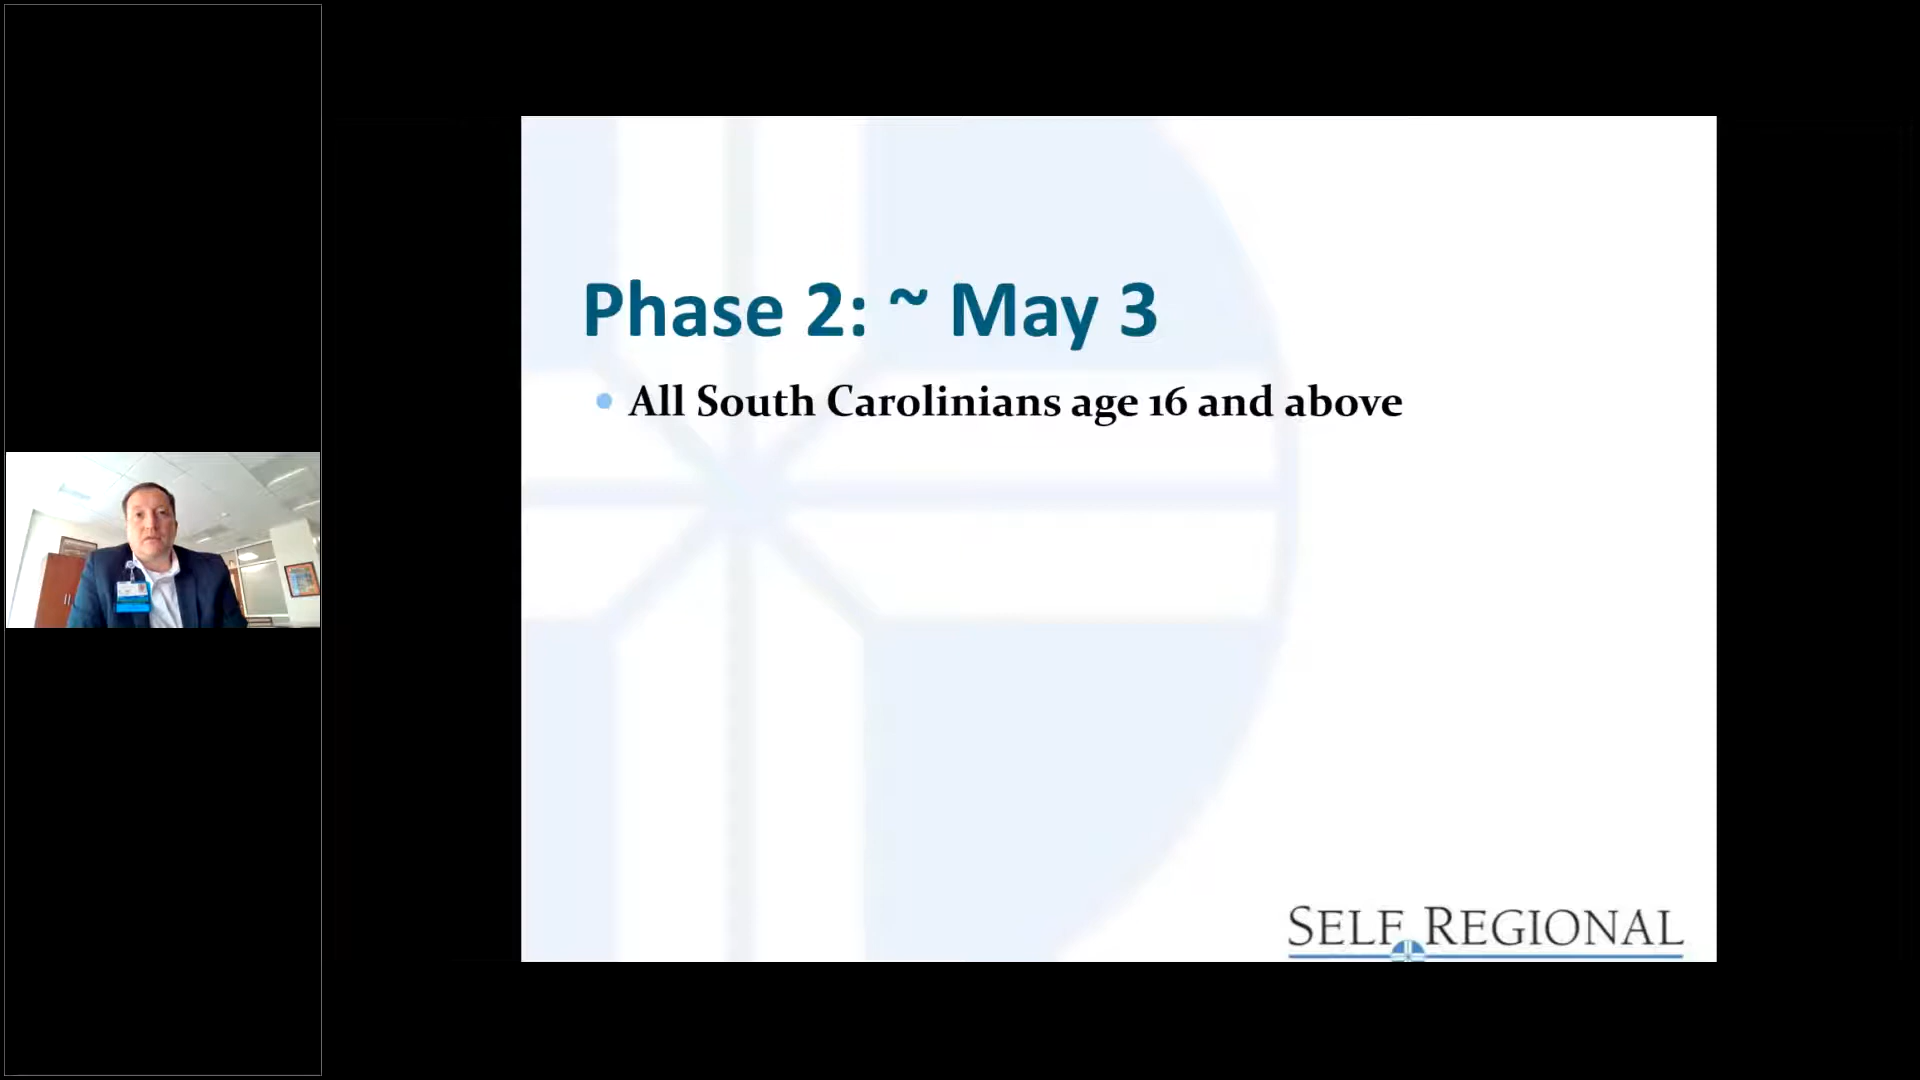 Phase 2: ~ May 3
All South Carolinians age 16 and above
SELF REGIONAL